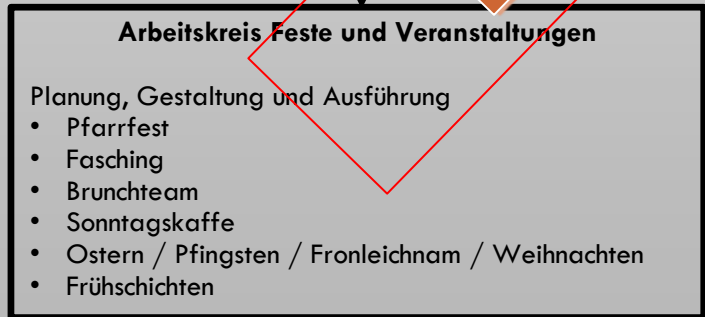 Arbeitskreis Feste und Veranstaltungen
Planung, Gestaltung und Ausführung
• Pfarrfest
• Fasching
• Brunchteam
• Sonntagskaffe
• Ostern / Pfingsten / Fronleichnam / Weihnachten
• Frühschichten